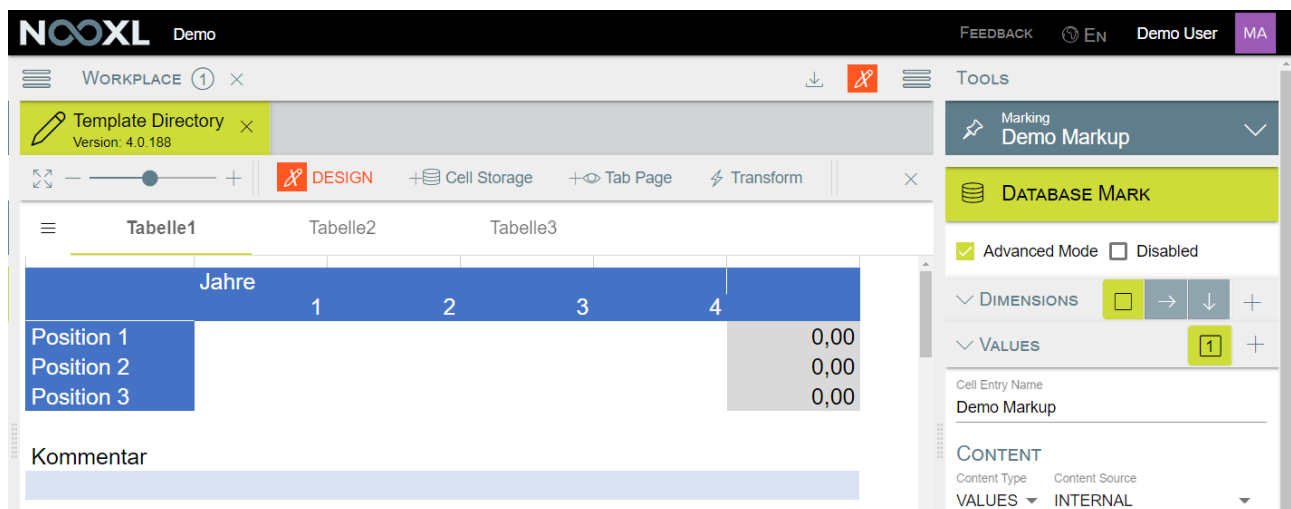 NOOXL Demo FEEDBACK EN Demo User MA
WORKPLACE 1 TOOLS
Template Directory
Version: 4.0.188
Marking
Demo Markup
DESIGN Cell Storage Tab Page Transform
DATABASE MARK
Tabelle1 Tabelle2 Tabelle3
Advanced Mode Disabled
Jahre
1 2 3 4
DIMENSIONS
Position 1 0,00
Position 2 0,00
Position 3 0,00
VALUES 1
Cell Entry Name
Demo Markup
Kommentar
CONTENT
Content Type Content Source
VALUES INTERNAL